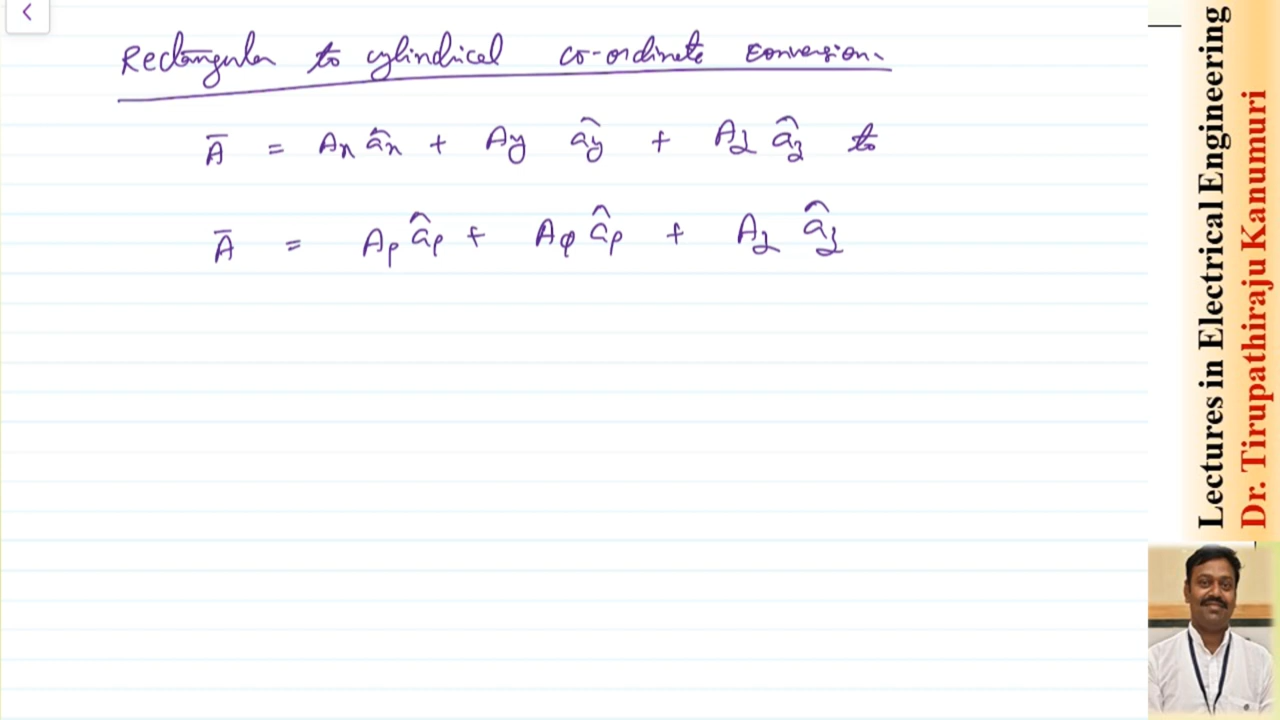 Rectangular to cylindrical co-ordinate conversion.
Ā = Ax âx + Ay ây + Az âz to
Ā = Aρ âρ + Aφ âρ + Az âz
Lectures in Electrical Engineering
Dr. Tirupathiraju Kanumuri